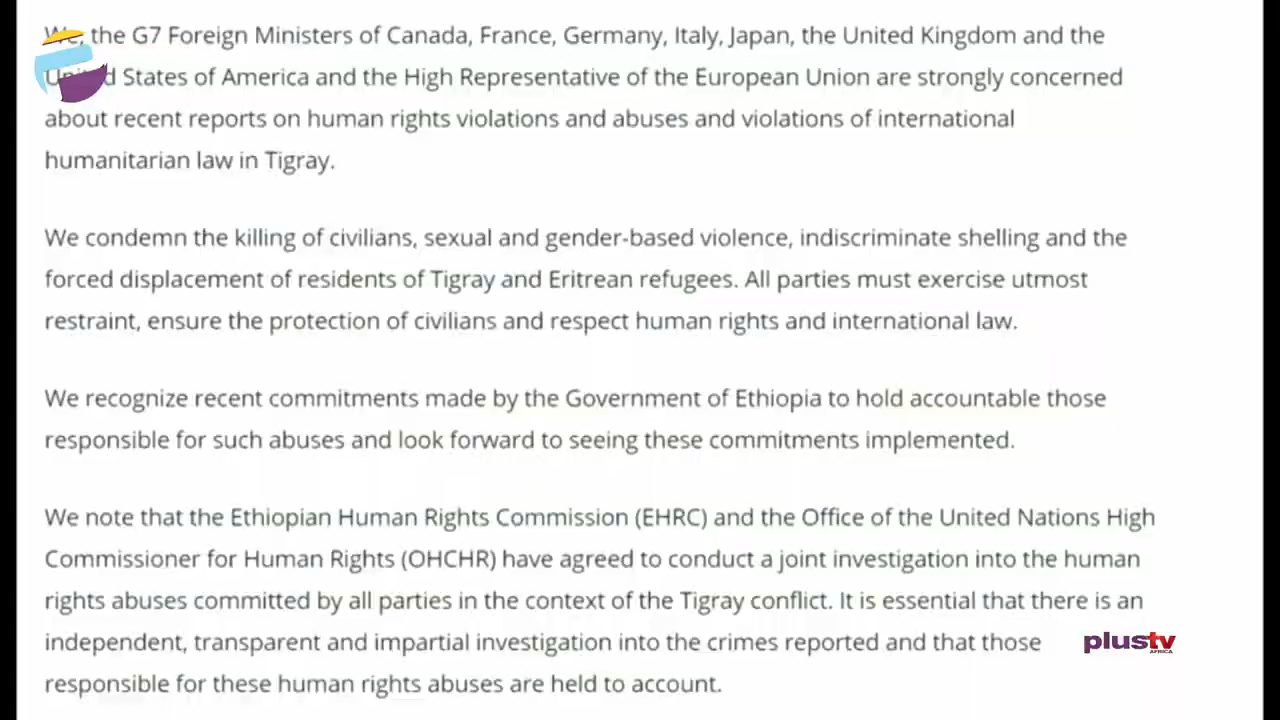 We, the G7 Foreign Ministers of Canada, France, Germany, Italy, Japan, the United Kingdom and the
United States of America and the High Representative of the European Union are strongly concerned
about recent reports on human rights violations and abuses and violations of international
humanitarian law in Tigray.
We condemn the killing of civilians, sexual and gender-based violence, indiscriminate shelling and the
forced displacement of residents of Tigray and Eritrean refugees. All parties must exercise utmost
restraint, ensure the protection of civilians and respect human rights and international law.
We recognize recent commitments made by the Government of Ethiopia to hold accountable those
responsible for such abuses and look forward to seeing these commitments implemented.
We note that the Ethiopian Human Rights Commission (EHRC) and the Office of the United Nations High
Commissioner for Human Rights (OHCHR) have agreed to conduct a joint investigation into the human
rights abuses committed by all parties in the context of the Tigray conflict. It is essential that there is an
independent, transparent and impartial investigation into the crimes reported and that those
responsible for these human rights abuses are held to account.
plustv
AFRICA